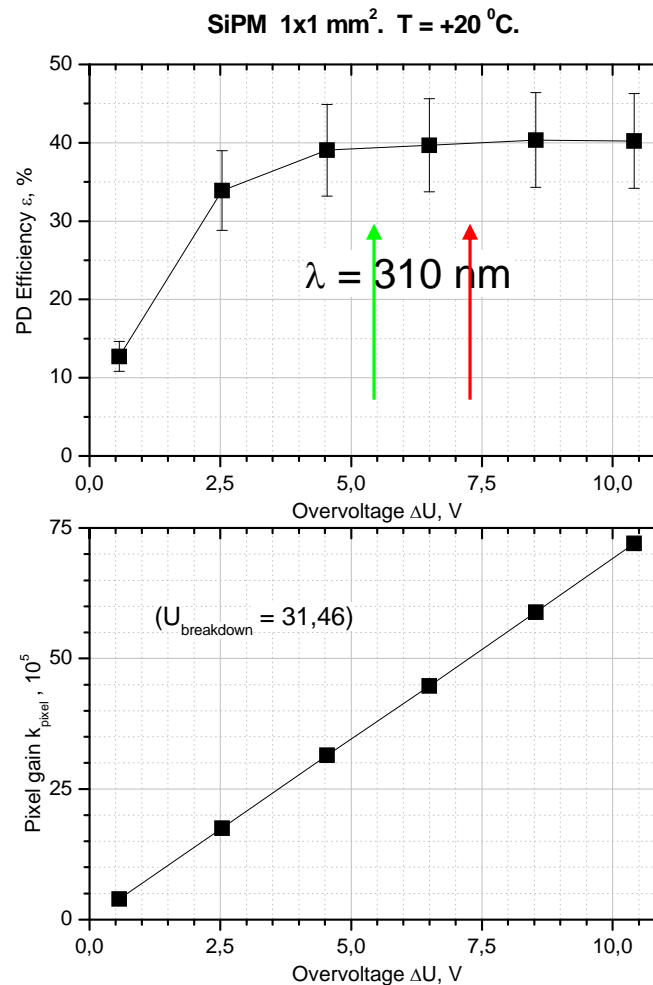 SiPM 1x1 mm². T = +20 ⁰C.
PD Efficiency ε, %
50
40
30
20
10
0
λ = 310 nm
0,0 2,5 5,0 7,5 10,0
Overvoltage ΔU, V
Pixel gain k_pixel , 10⁵
75
50
25
0
(U_breakdown = 31,46)
0,0 2,5 5,0 7,5 10,0
Overvoltage ΔU, V